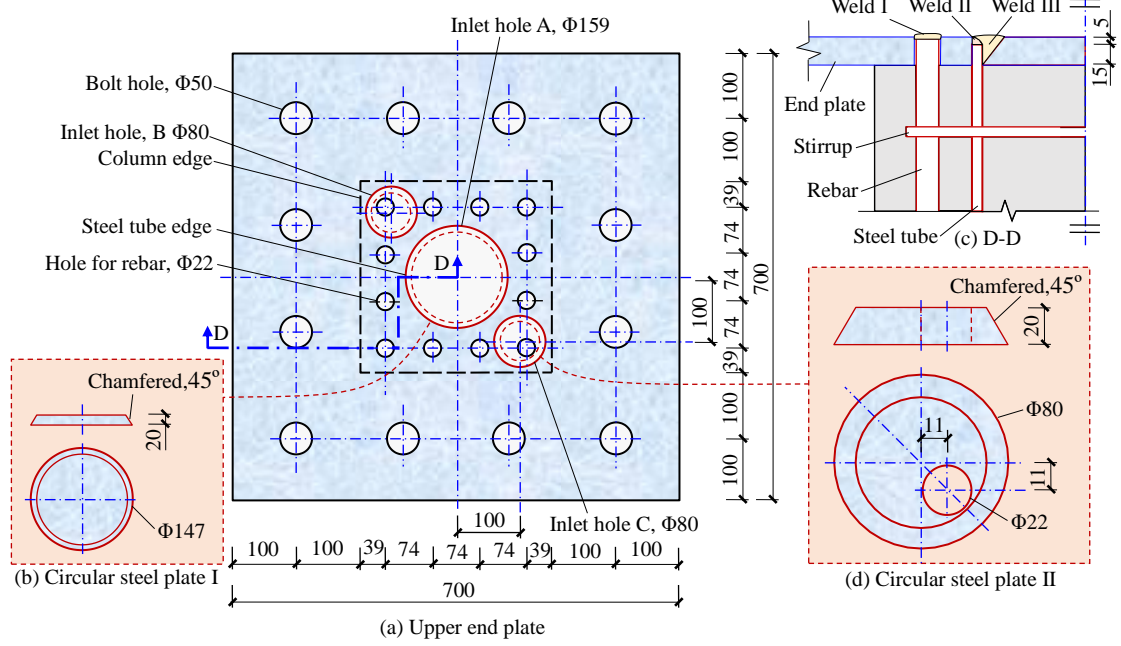 Inlet hole A, Φ159
Bolt hole, Φ50
Inlet hole, B Φ80
Column edge
Steel tube edge
Hole for rebar, Φ22
D
D
Inlet hole C, Φ80
100
100
39
74
74
74
39
100
100
700
100
100
100
100
39
74
74
74
39
100
100
700
(a) Upper end plate
Chamfered,45°
20
Φ147
(b) Circular steel plate I
Weld I
Weld II
Weld III
5
15
End plate
Stirrup
Rebar
Steel tube
(c) D-D
Chamfered,45°
20
Φ80
11
11
Φ22
(d) Circular steel plate II